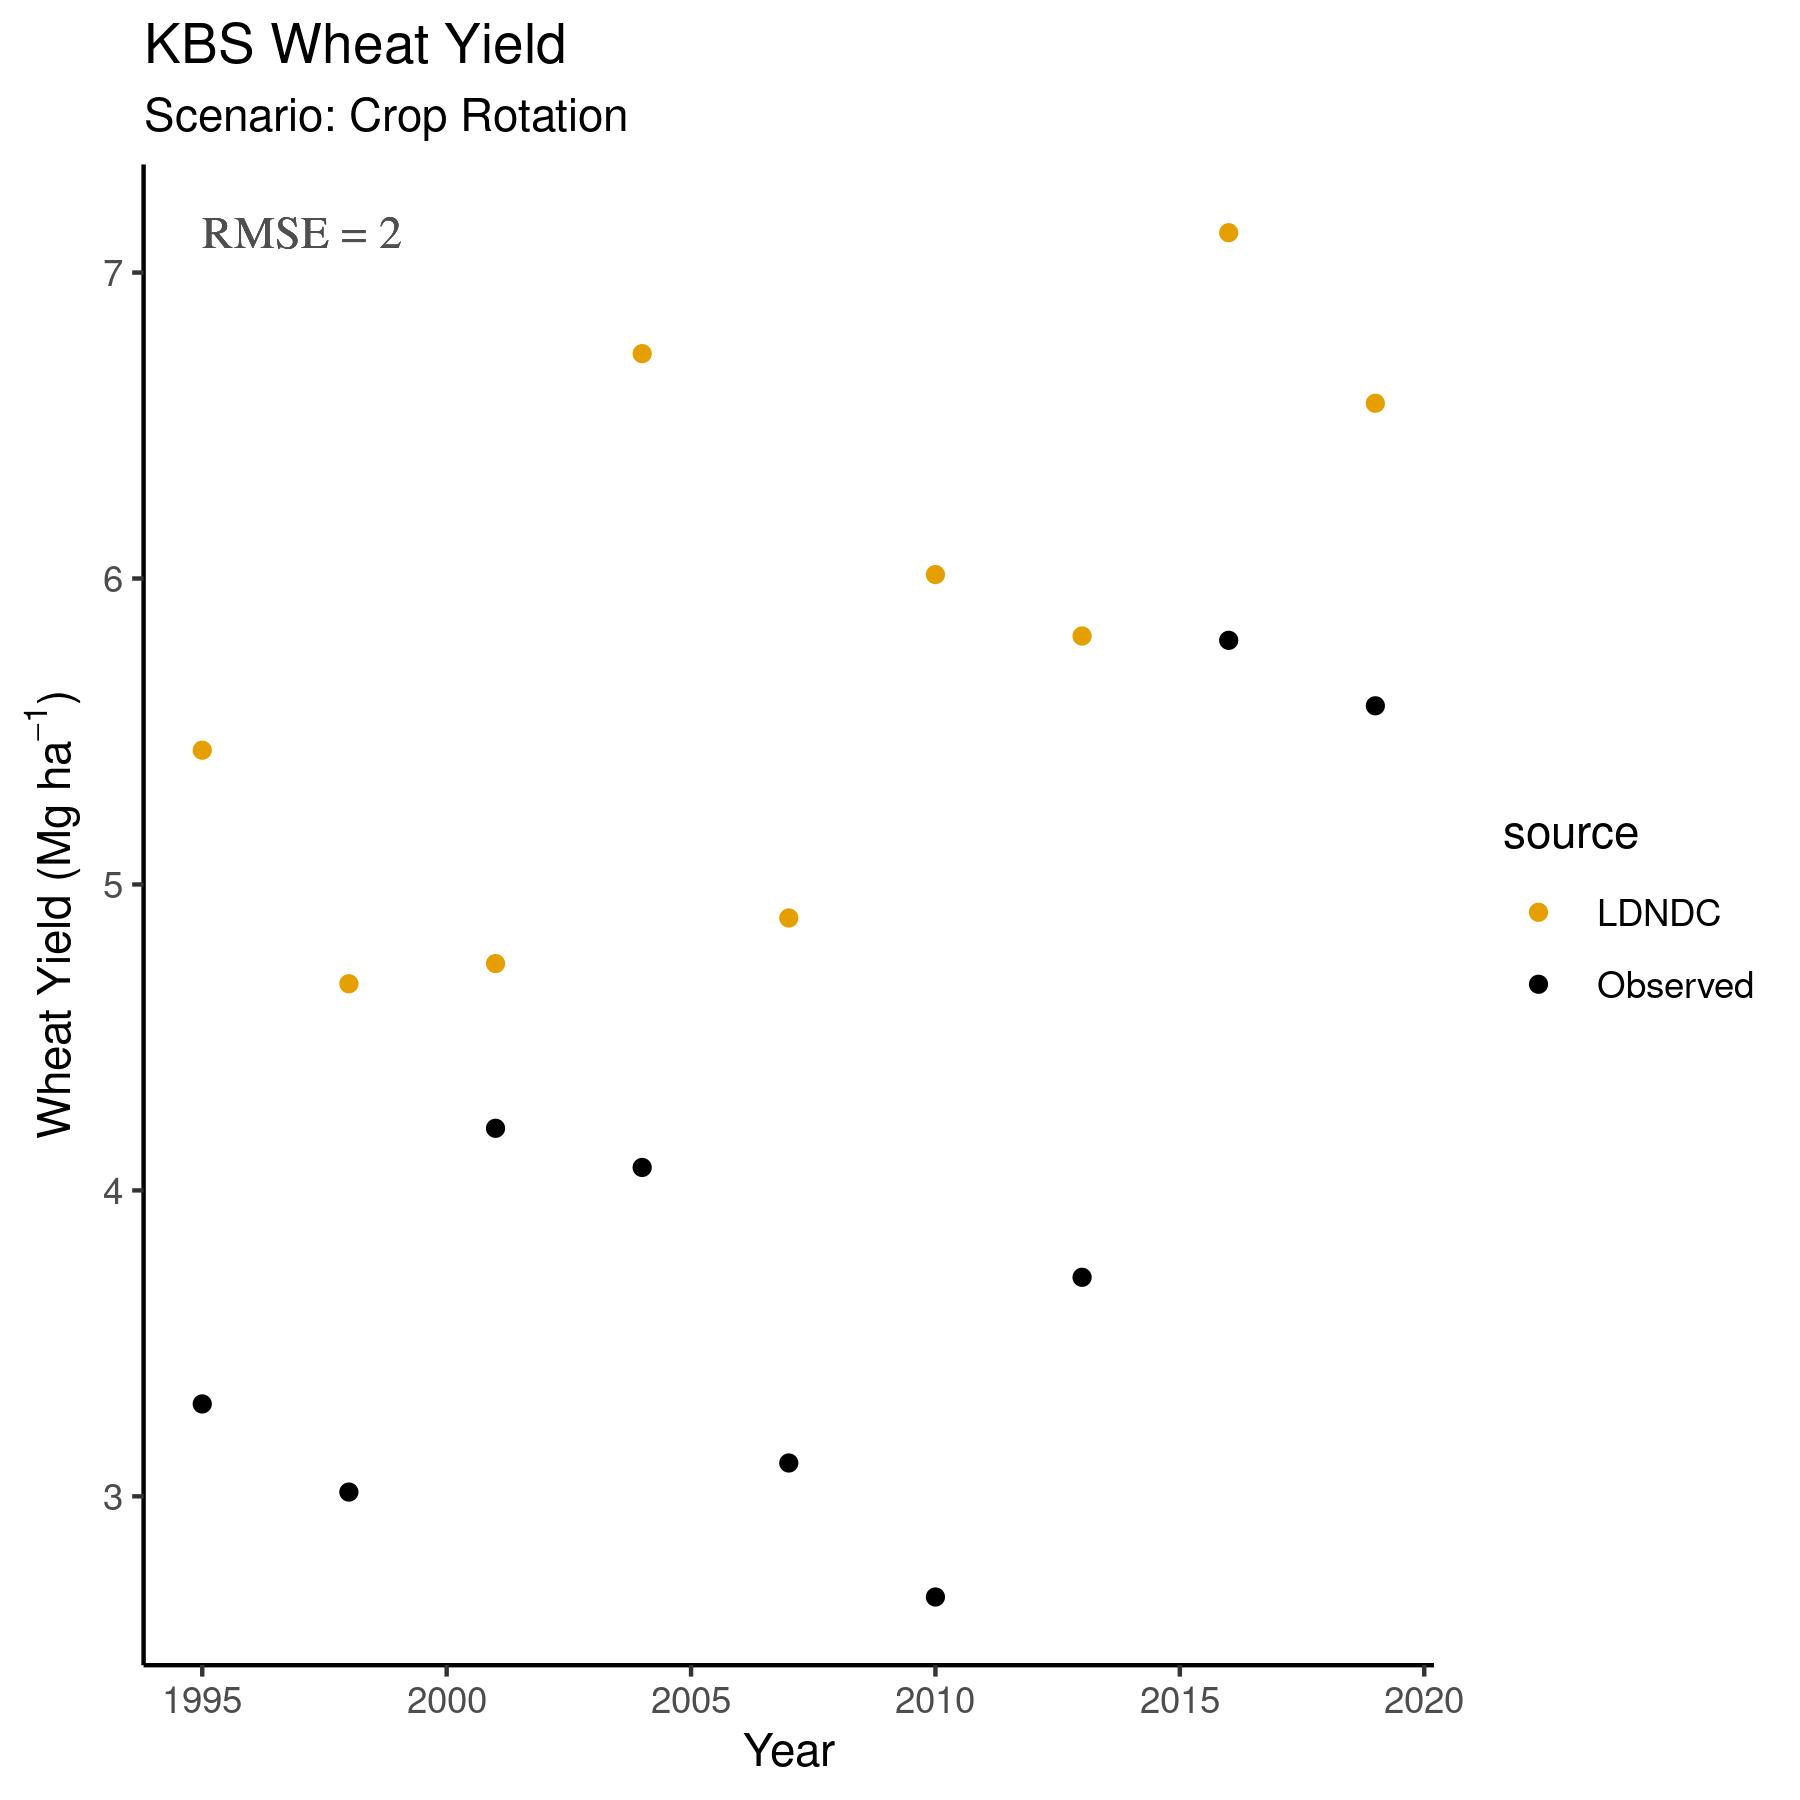 KBS Wheat Yield
Scenario: Crop Rotation
RMSE = 2
7
6
5
4
3
Wheat Yield (Mg ha⁻¹)
1995 2000 2005 2010 2015 2020
Year
source
LDNDC
Observed